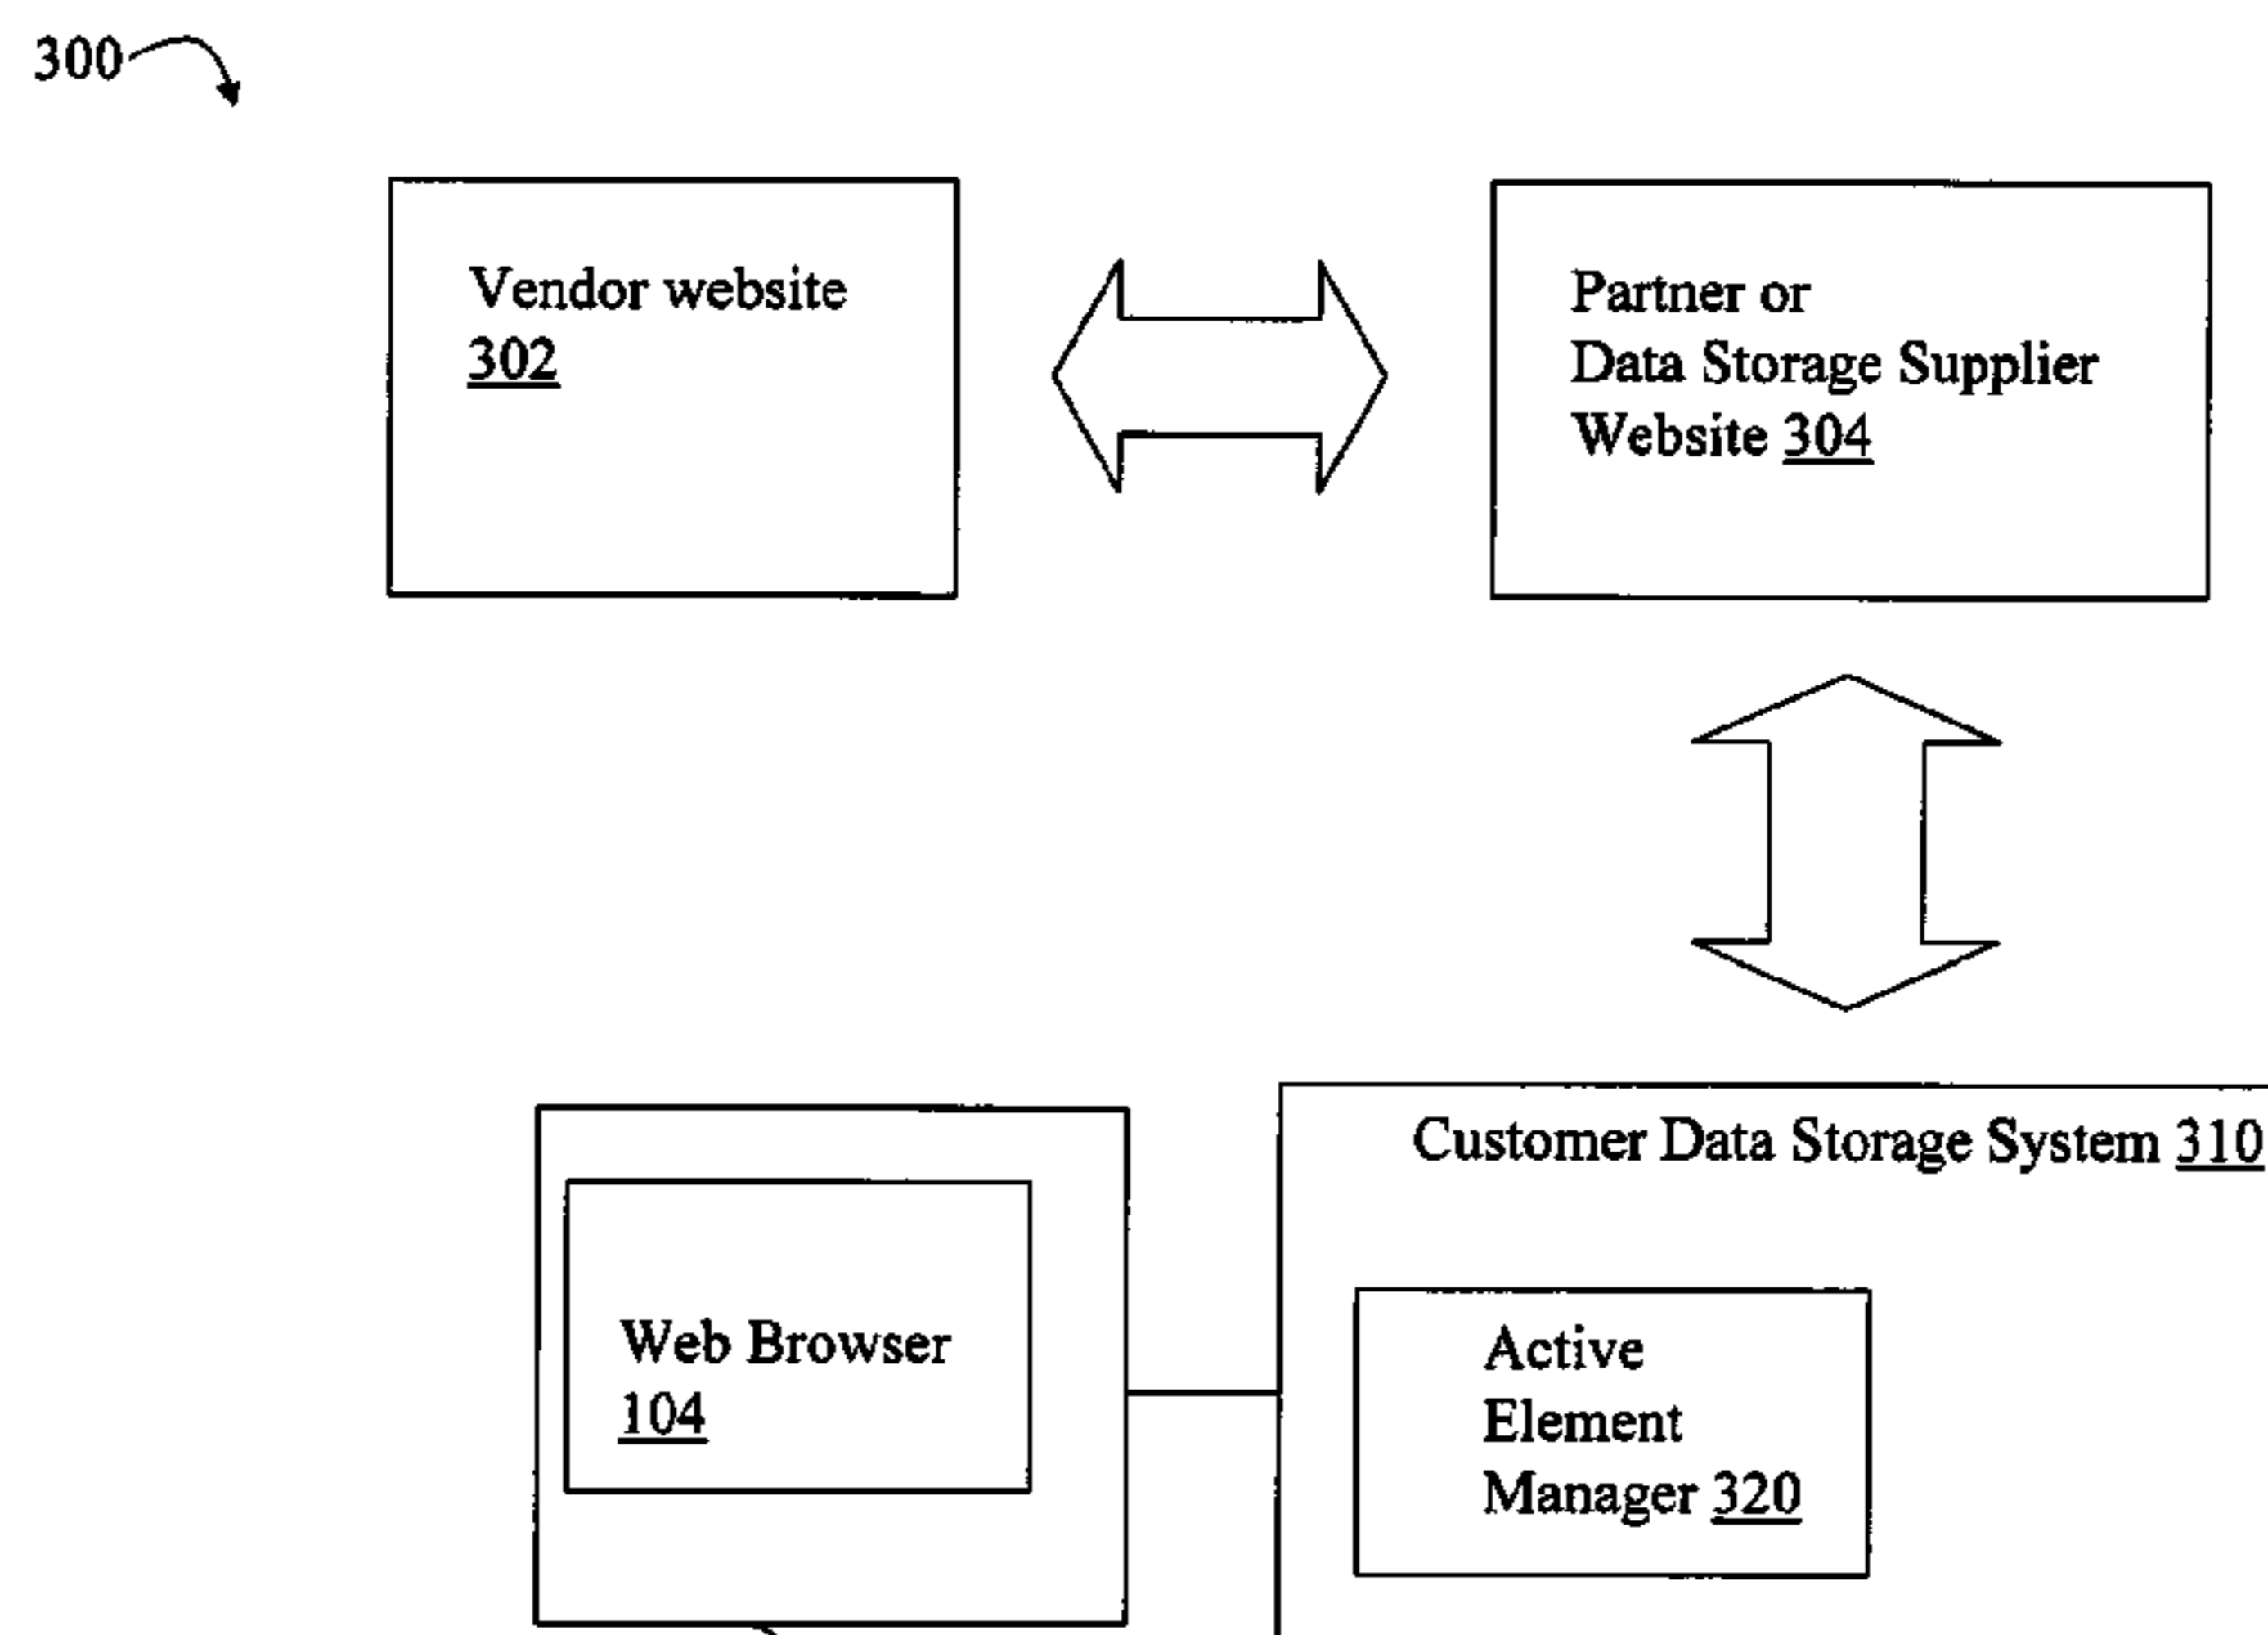 300
Vendor website
302
Partner or
Data Storage Supplier
Website 304
Customer Data Storage System 310
Web Browser
104
Active
Element
Manager 320